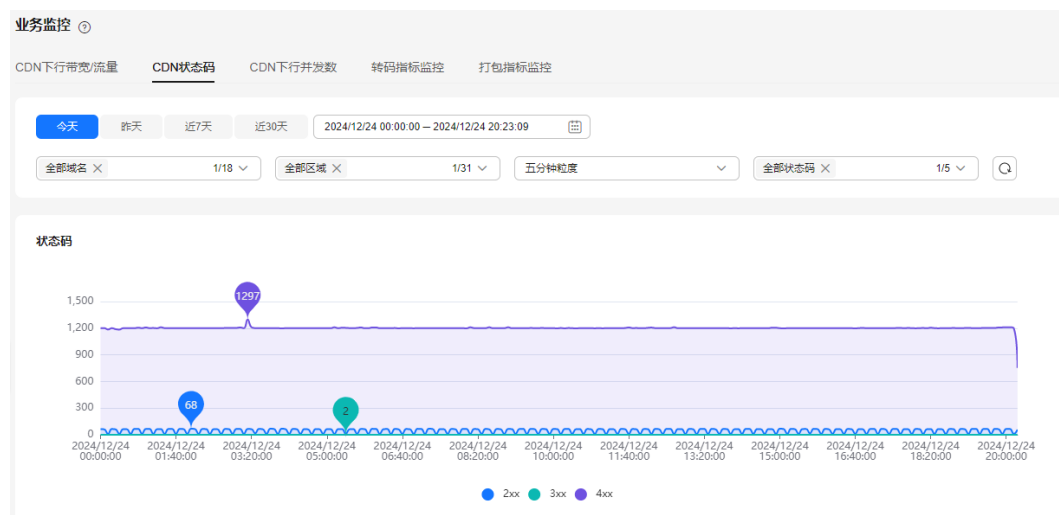 业务监控
CDN下行带宽/流量 CDN状态码 CDN下行并发数 转码指标监控 打包指标监控
今天 昨天 近7天 近30天 2024/12/24 00:00:00 — 2024/12/24 20:23:09
全部域名 1/18 全部区域 1/31 五分钟粒度 全部状态码 1/5
状态码
1297
1,500
1,200
900
600
300
0
68
2
2024/12/24 2024/12/24 2024/12/24 2024/12/24 2024/12/24 2024/12/24 2024/12/24 2024/12/24 2024/12/24 2024/12/24 2024/12/24 2024/12/24 2024/12/24
00:00:00 01:40:00 03:20:00 05:00:00 06:40:00 08:20:00 10:00:00 11:40:00 13:20:00 15:00:00 16:40:00 18:20:00 20:00:00
2xx 3xx 4xx